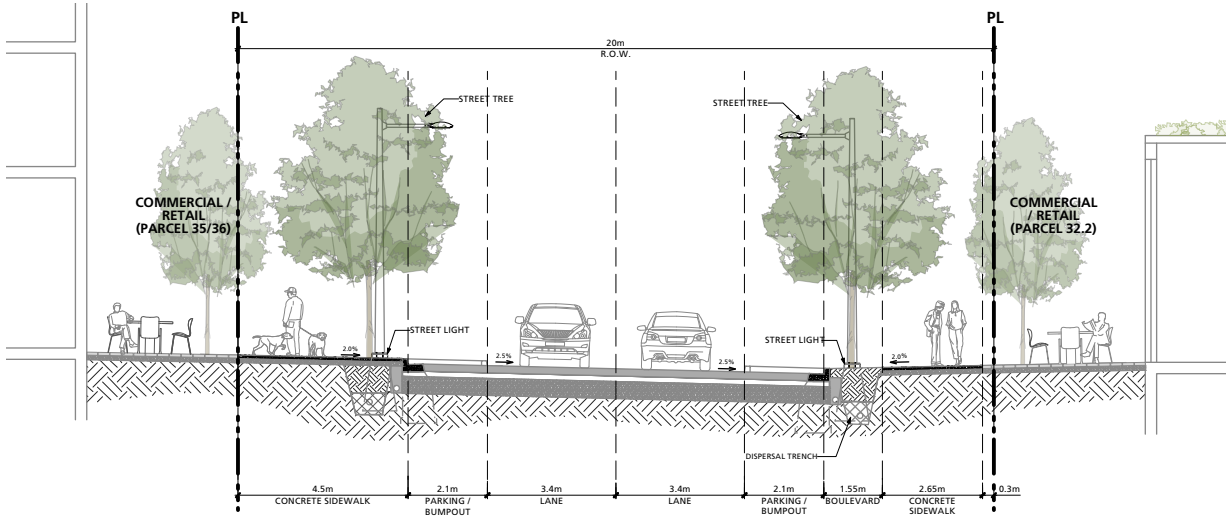 PL
PL
20m
R.O.W.
STREET TREE
STREET TREE
COMMERCIAL /
RETAIL
(PARCEL 35/36)
COMMERCIAL
/ RETAIL
(PARCEL 32.2)
STREET LIGHT
STREET LIGHT
2.0%
2.5%
2.5%
2.0%
DISPERSAL TRENCH
4.5m
CONCRETE SIDEWALK
2.1m
PARKING /
BUMPOUT
3.4m
LANE
3.4m
LANE
2.1m
PARKING /
BUMPOUT
1.55m
BOULEVARD
2.65m
CONCRETE
SIDEWALK
0.3m